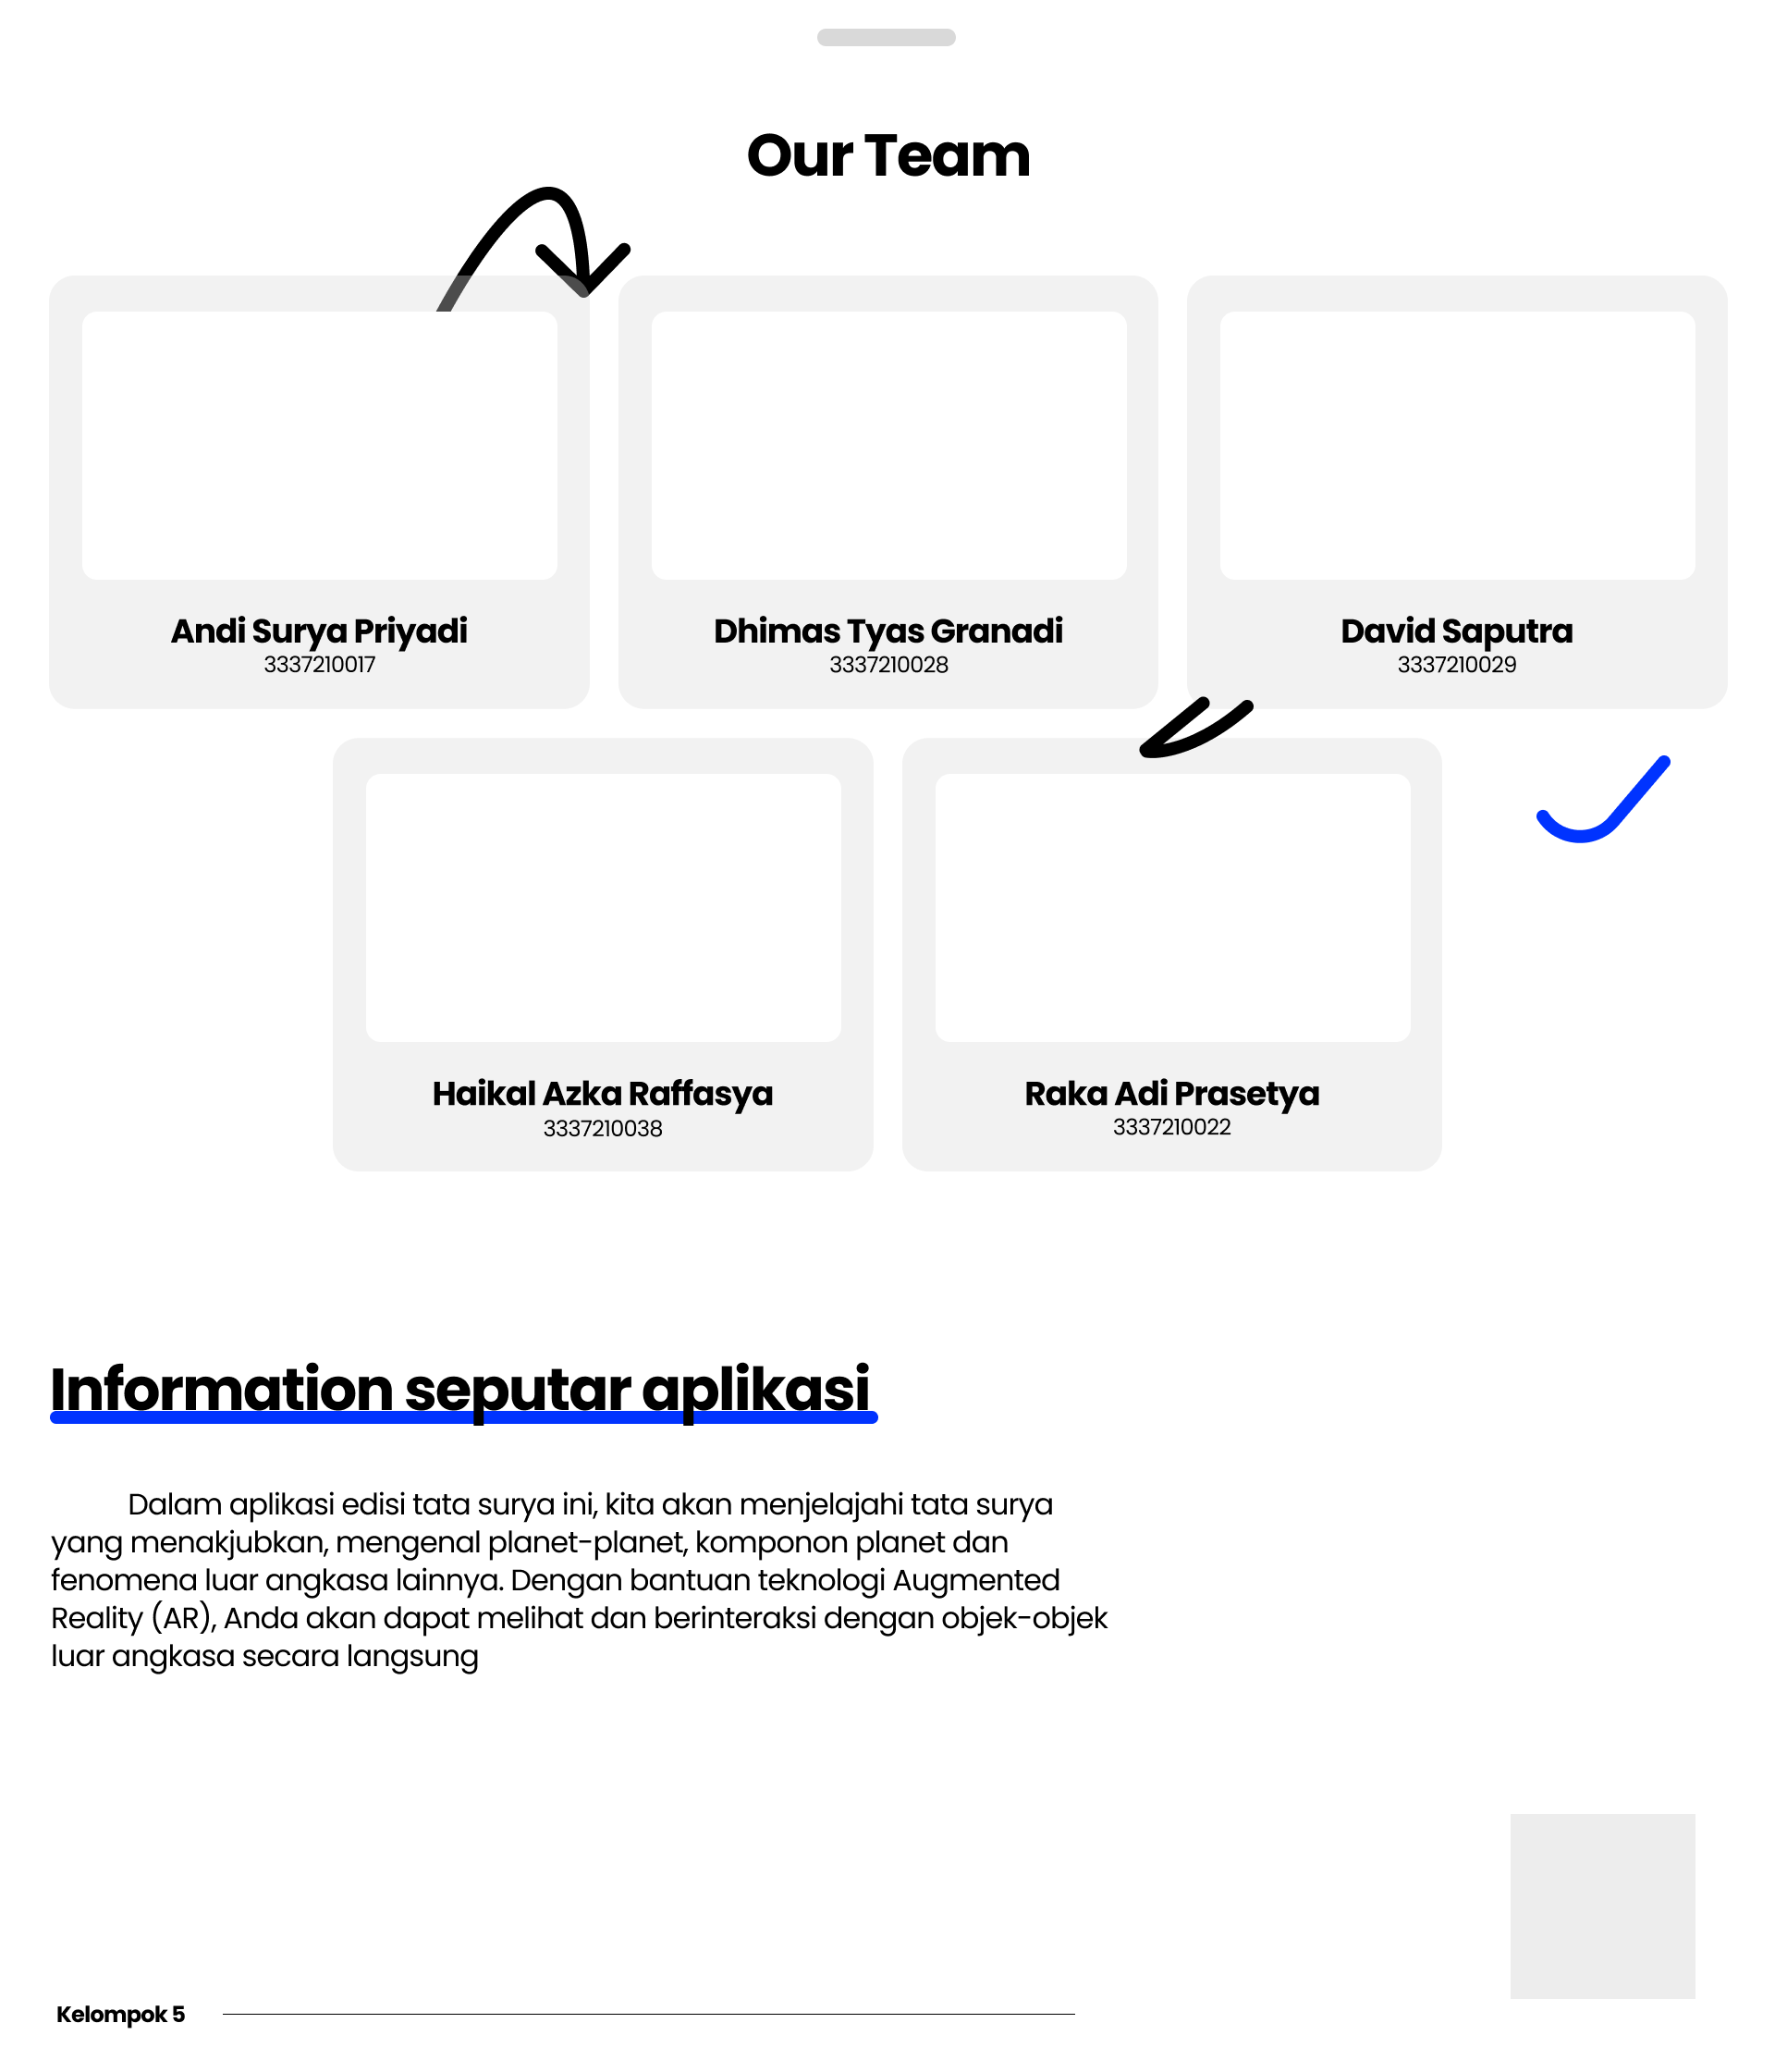 Our Team
Andi Surya Priyadi
3337210017
Dhimas Tyas Granadi
3337210028
David Saputra
3337210029
Haikal Azka Raffasya
3337210038
Raka Adi Prasetya
3337210022
Information seputar aplikasi
Dalam aplikasi edisi tata surya ini, kita akan menjelajahi tata surya
yang menakjubkan, mengenal planet-planet, komponon planet dan
fenomena luar angkasa lainnya. Dengan bantuan teknologi Augmented
Reality (AR), Anda akan dapat melihat dan berinteraksi dengan objek-objek
luar angkasa secara langsung
Kelompok 5